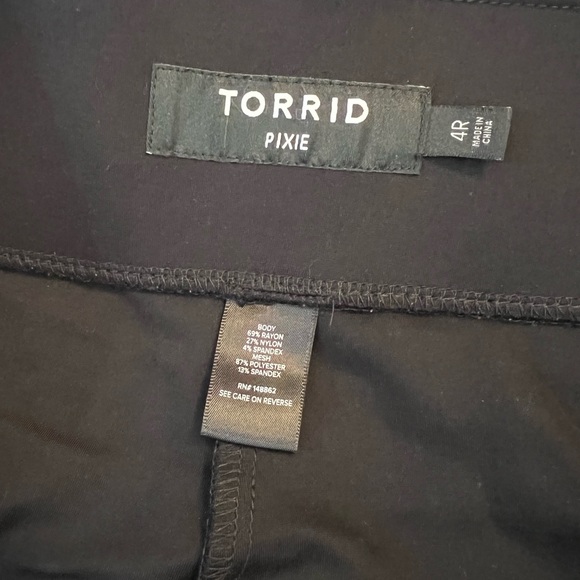 TORRID
PIXIE
4R
MADE IN
CHINA
BODY
69% RAYON
27% NYLON
4% SPANDEX
MESH
87% POLYESTER
13% SPANDEX
RN# 148862
SEE CARE ON REVERSE